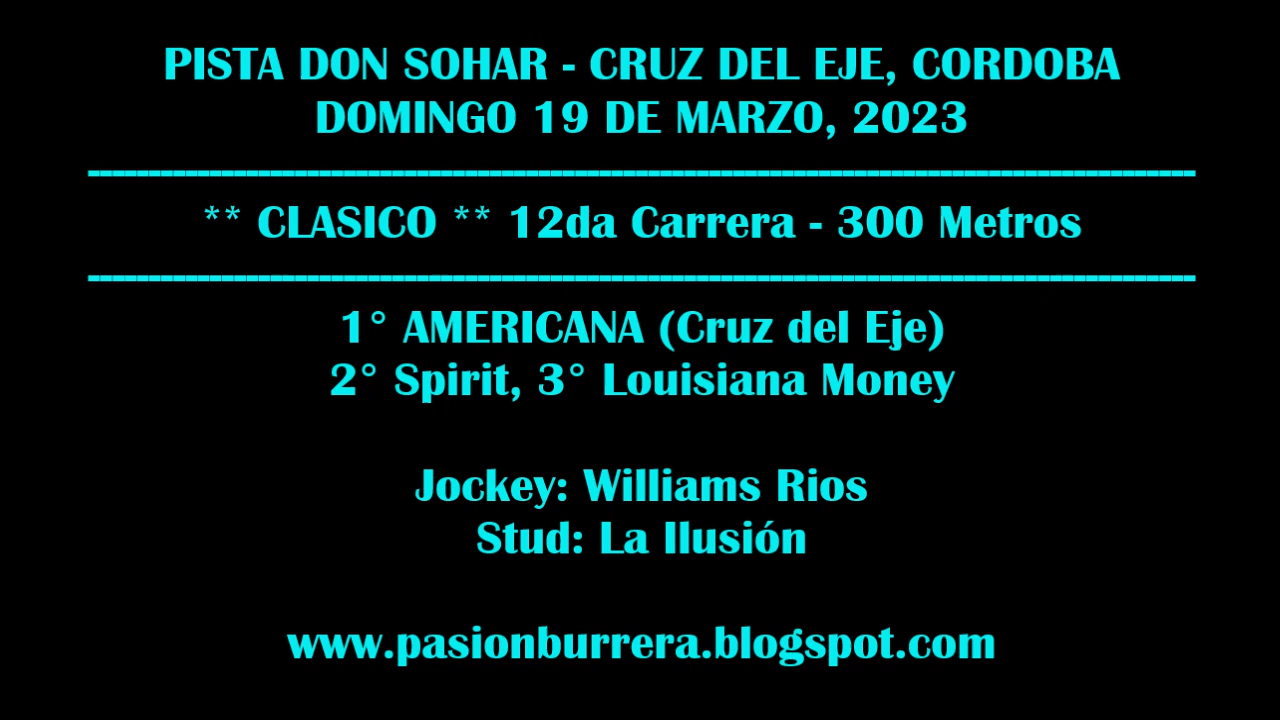 PISTA DON SOHAR - CRUZ DEL EJE, CORDOBA
DOMINGO 19 DE MARZO, 2023
** CLASICO ** 12da Carrera - 300 Metros
1° AMERICANA (Cruz del Eje)
2° Spirit, 3° Louisiana Money
Jockey: Williams Rios
Stud: La Ilusión
www.pasionburrera.blogspot.com